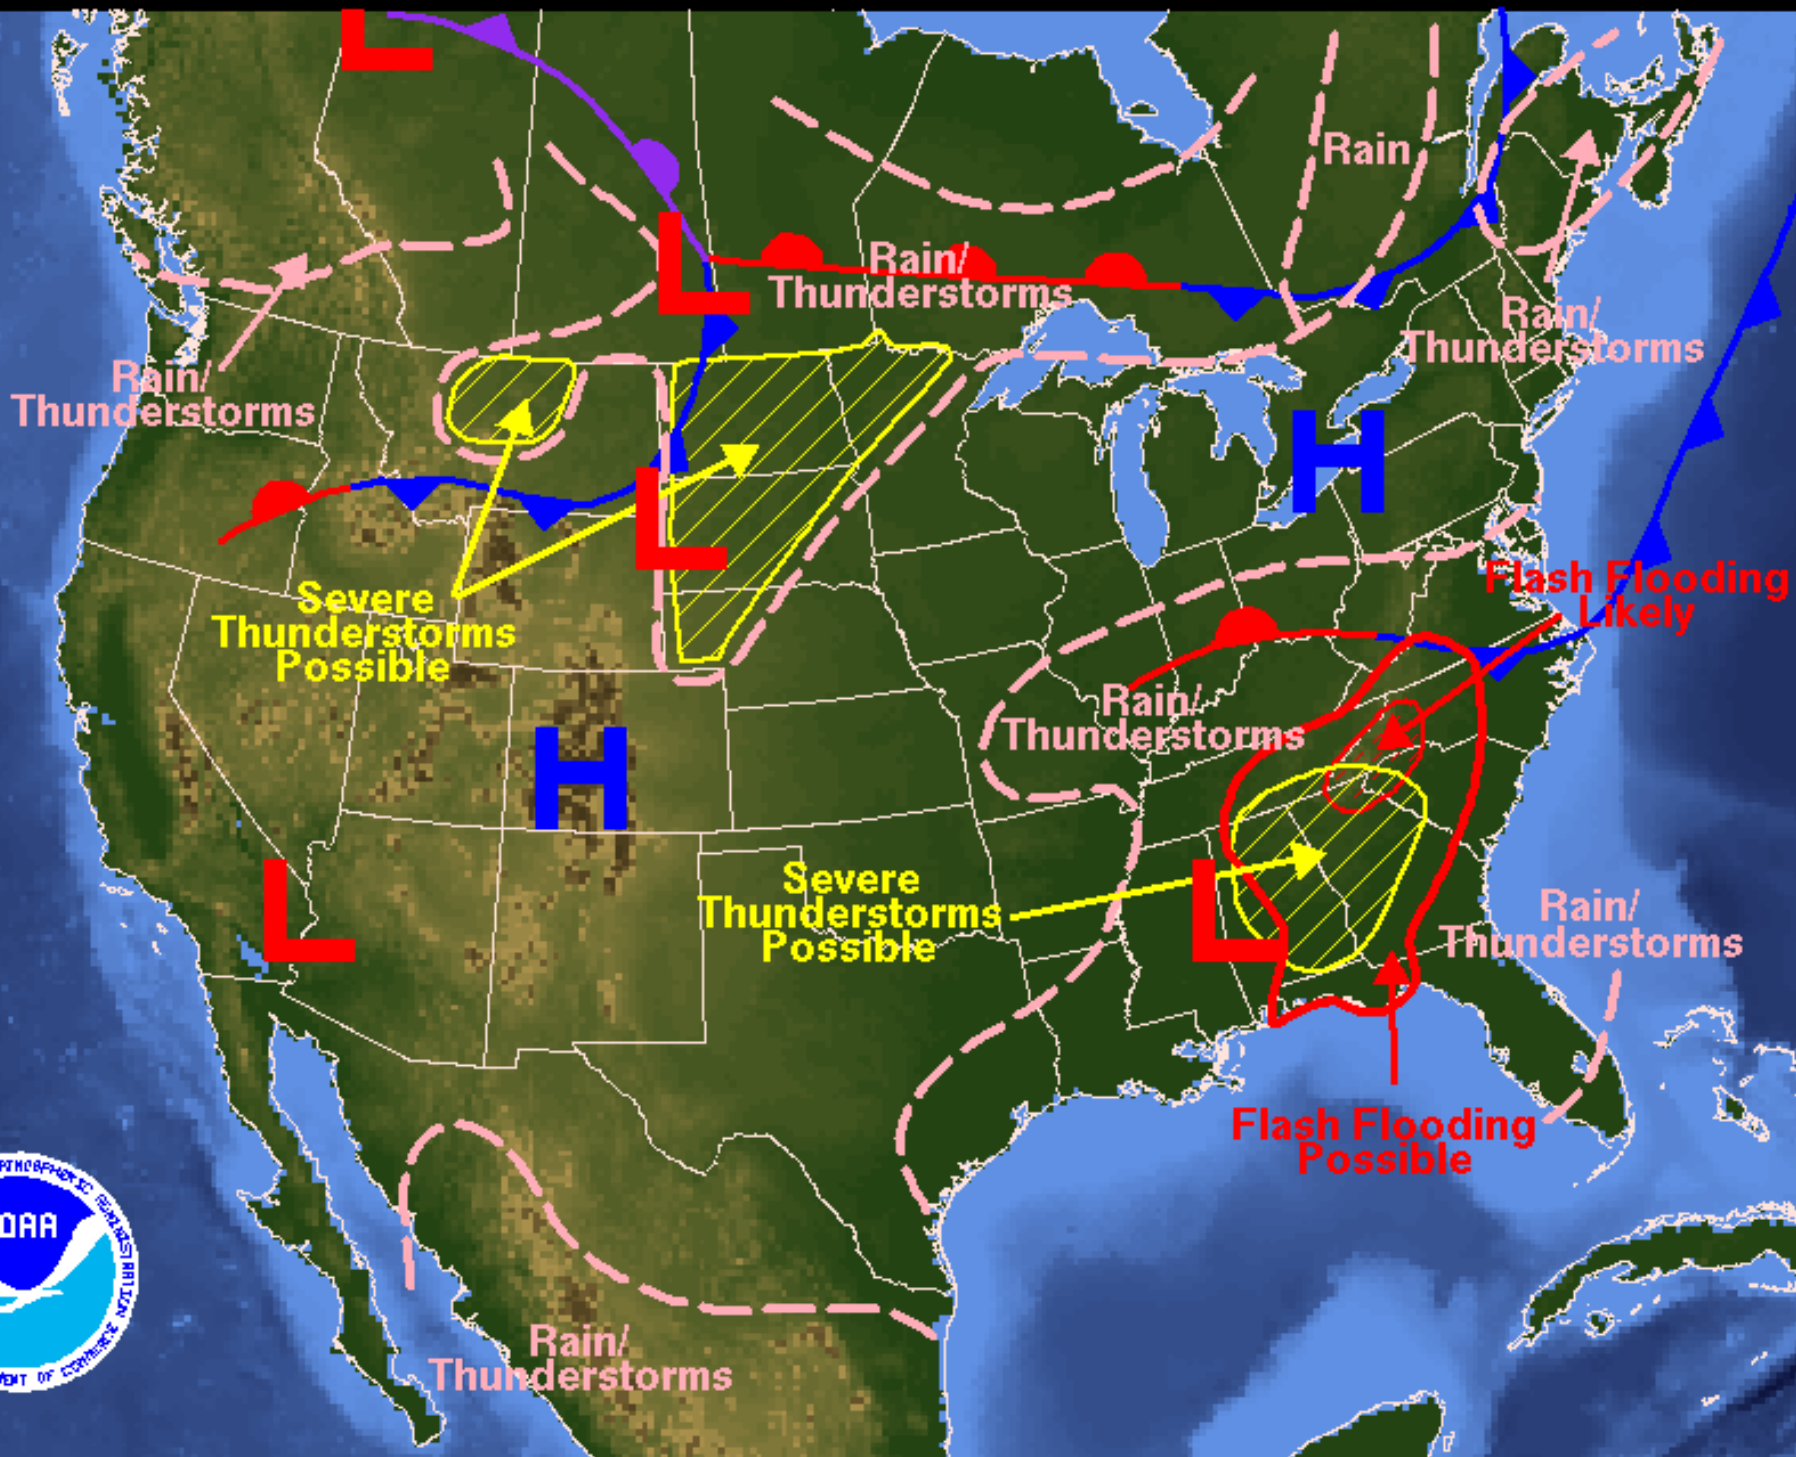 L
Rain
L
Rain/
Thunderstorms
Rain/
Thunderstorms
Rain/
Thunderstorms
H
L
Severe
Thunderstorms
Possible
Flash Flooding
Likely
Rain/
Thunderstorms
H
L
Severe
Thunderstorms
Possible
L
Rain/
Thunderstorms
Flash Flooding
Possible
Rain/
Thunderstorms